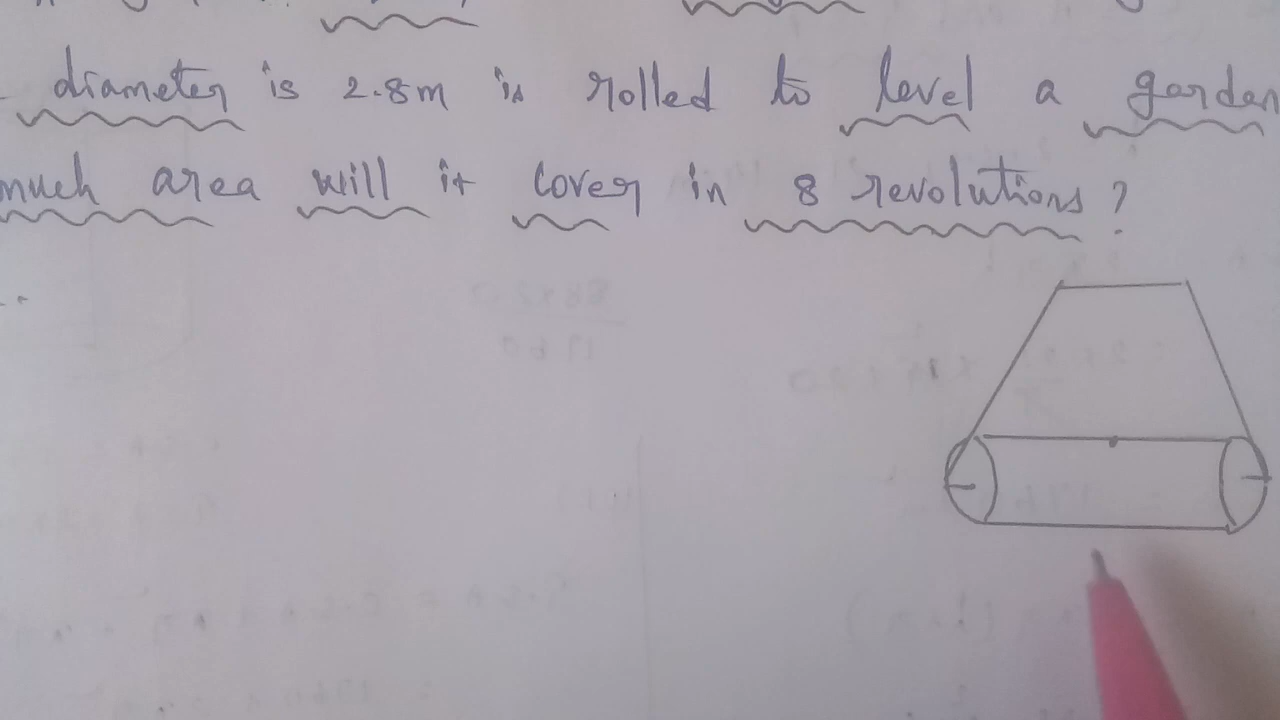 diameter is 2.8m is rolled to level a garden
much area will it cover in 8 revolutions?